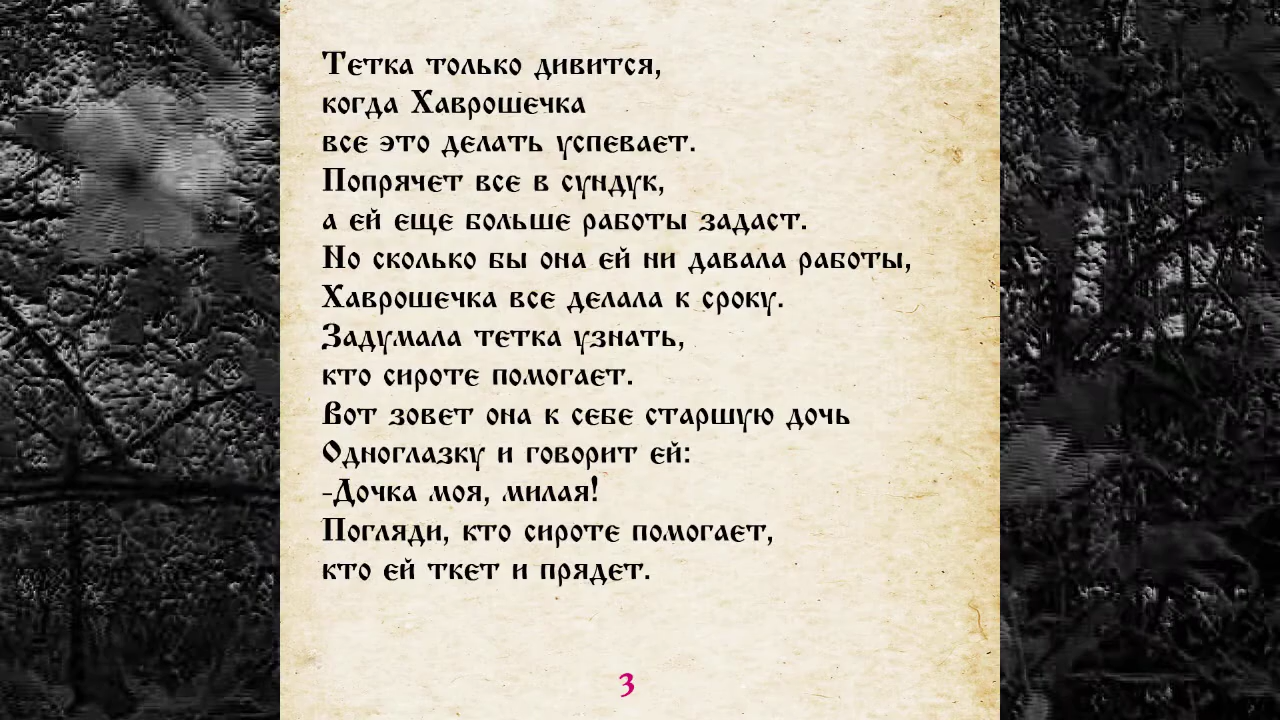 Тетка только дивится,
когда Хаврошечка
все это делать успевает.
Попрячет все в сундук,
а ей еще больше работы задаст.
Но сколько бы она ей ни давала работы,
Хаврошечка все делала к сроку.
Задумала тетка узнать,
кто сироте помогает.
Вот зовет она к себе старшую дочь
Одноглазку и говорит ей:
-Дочка моя, милая!
Погляди, кто сироте помогает,
кто ей ткет и прядет.
3